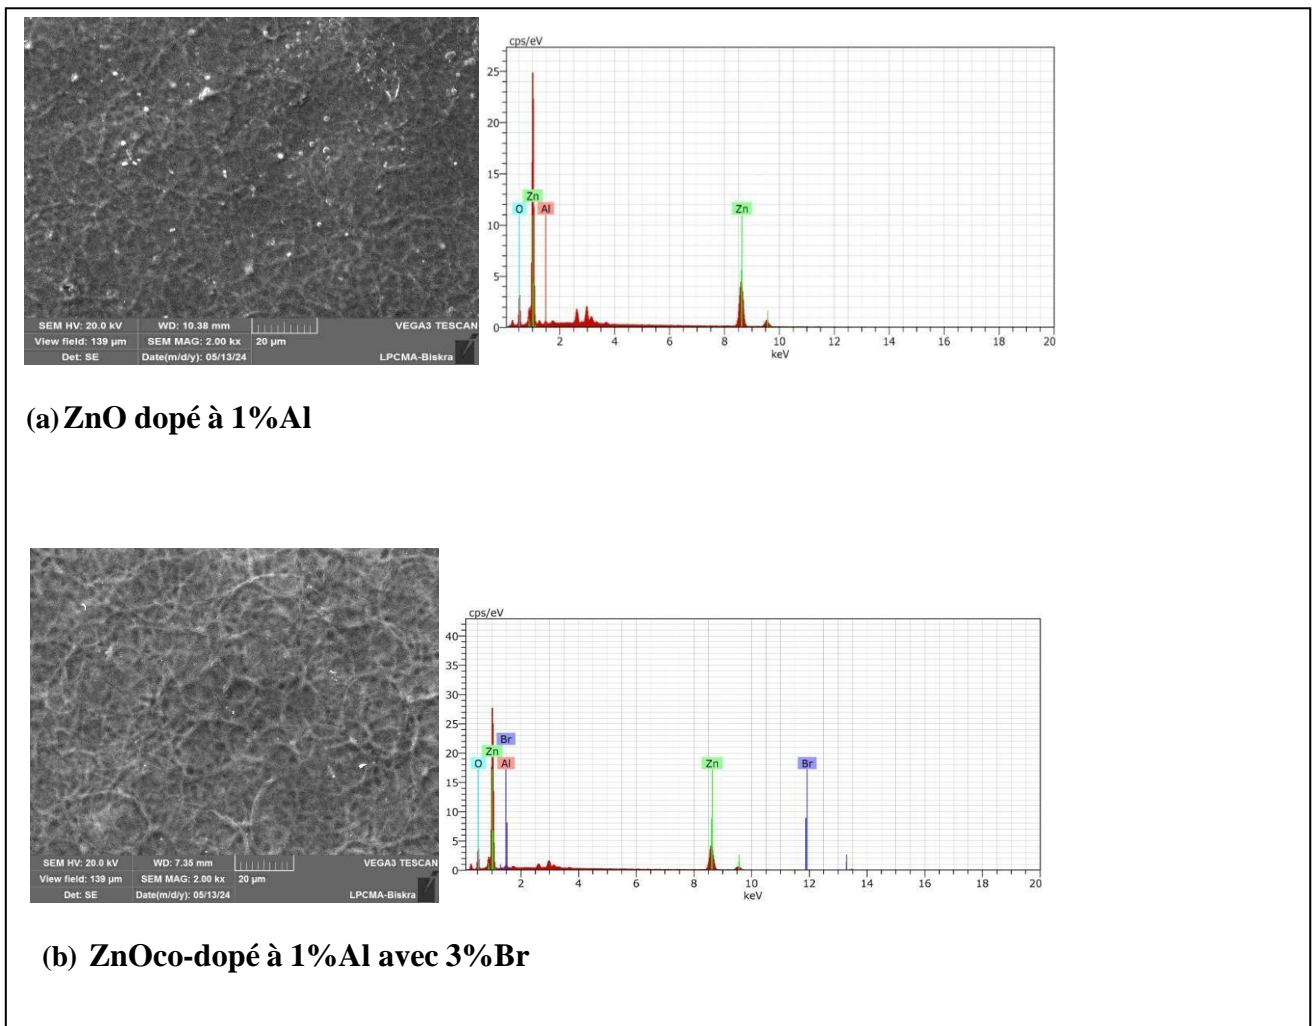 SEM HV: 20.0 kV WD: 10.38 mm VEGA3 TESCAN
View field: 139 µm SEM MAG: 2.00 kx 20 µm
Det: SE Date(m/d/y): 05/13/24 LPCMA-Biskra
cps/eV
25
20
15
10
5
0
Zn
O Al Zn
2 4 6 8 10 12 14 16 18 20
keV
(a) ZnO dopé à 1%Al
SEM HV: 20.0 kV WD: 7.35 mm VEGA3 TESCAN
View field: 139 µm SEM MAG: 2.00 kx 20 µm
Det: SE Date(m/d/y): 05/13/24 LPCMA-Biskra
cps/eV
40
35
30
25
20
15
10
5
0
Br
Zn
O Al Zn Br
2 4 6 8 10 12 14 16 18 20
keV
(b) ZnOco-dopé à 1%Al avec 3%Br